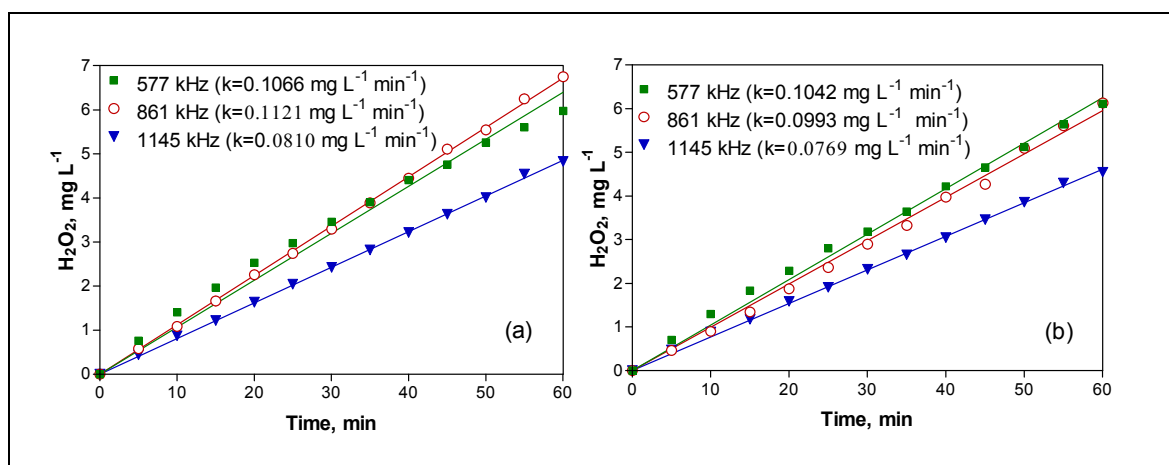 577 kHz (k=0.1066 mg L⁻¹ min⁻¹)
861 kHz (k=0.1121 mg L⁻¹ min⁻¹)
1145 kHz (k=0.0810 mg L⁻¹ min⁻¹)
7
6
5
4
3
2
1
0
H₂O₂, mg L⁻¹
0 10 20 30 40 50 60
Time, min
(a)
577 kHz (k=0.1042 mg L⁻¹ min⁻¹)
861 kHz (k=0.0993 mg L⁻¹ min⁻¹)
1145 kHz (k=0.0769 mg L⁻¹ min⁻¹)
7
6
5
4
3
2
1
0
H₂O₂, mg L⁻¹
0 10 20 30 40 50 60
Time, min
(b)